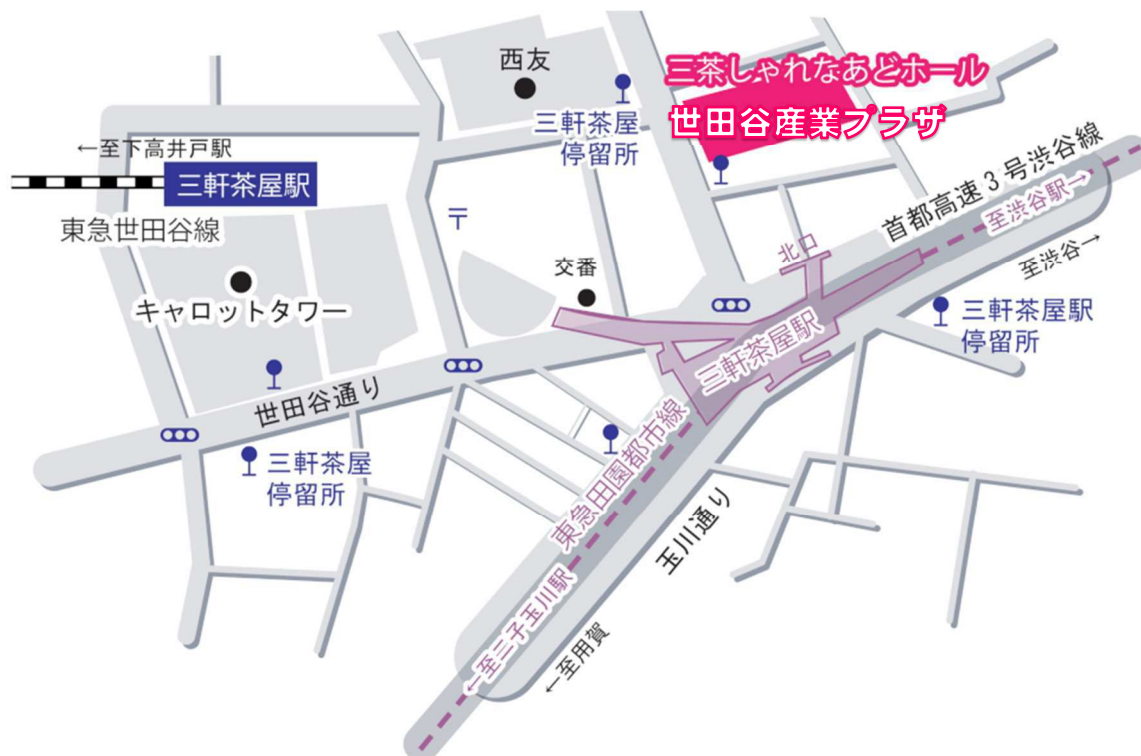 西友
三茶しゃれなあどホール
世田谷産業プラザ
三軒茶屋
停留所
←至下高井戸駅
三軒茶屋駅
東急世田谷線
〒
首都高速3号渋谷線
至渋谷駅→
至渋谷→
北口
交番
キャロットタワー
三軒茶屋駅
三軒茶屋駅
停留所
世田谷通り
三軒茶屋
停留所
東急田園都市線
玉川通り
←至二子玉川駅
←至用賀